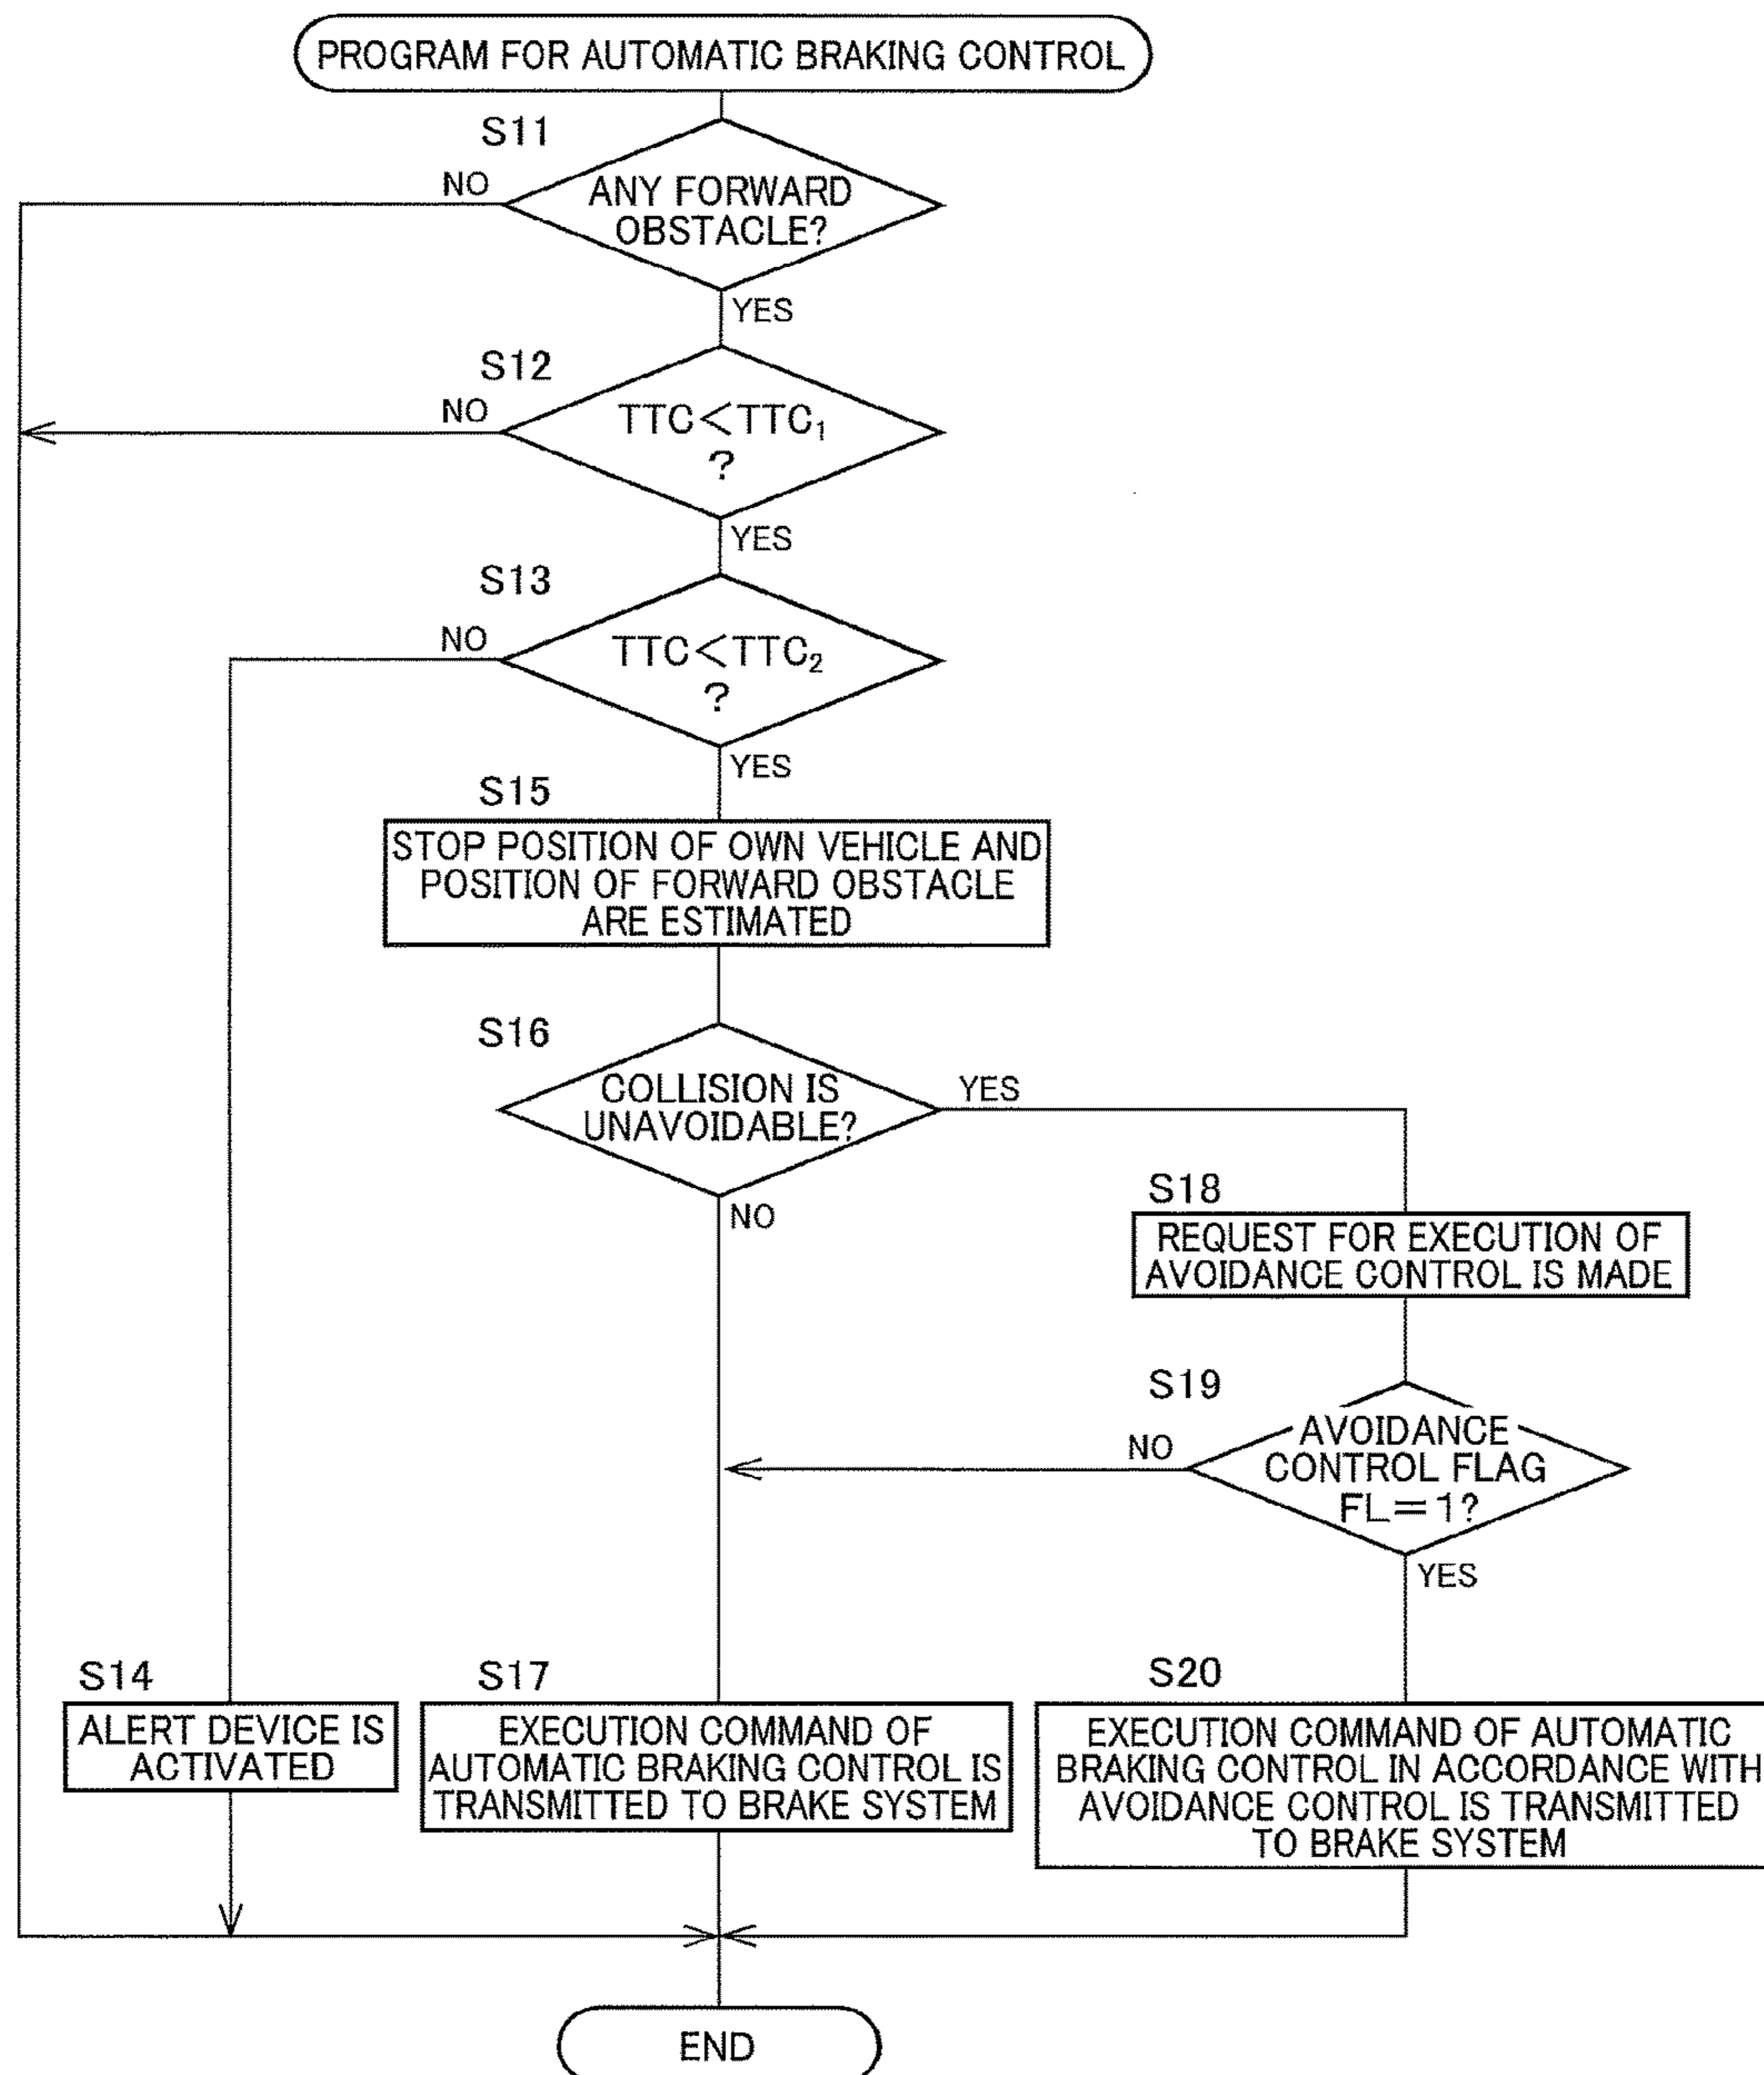 PROGRAM FOR AUTOMATIC BRAKING CONTROL
S11
NO
ANY FORWARD
OBSTACLE?
YES
S12
NO
TTC<TTC₁
?
YES
S13
NO
TTC<TTC₂
?
YES
S15
STOP POSITION OF OWN VEHICLE AND
POSITION OF FORWARD OBSTACLE
ARE ESTIMATED
S16
COLLISION IS
UNAVOIDABLE?
YES
NO
S18
REQUEST FOR EXECUTION OF
AVOIDANCE CONTROL IS MADE
S19
NO
AVOIDANCE
CONTROL FLAG
FL=1?
YES
S14
ALERT DEVICE IS
ACTIVATED
S17
EXECUTION COMMAND OF
AUTOMATIC BRAKING CONTROL IS
TRANSMITTED TO BRAKE SYSTEM
S20
EXECUTION COMMAND OF AUTOMATIC
BRAKING CONTROL IN ACCORDANCE WITH
AVOIDANCE CONTROL IS TRANSMITTED
TO BRAKE SYSTEM
END